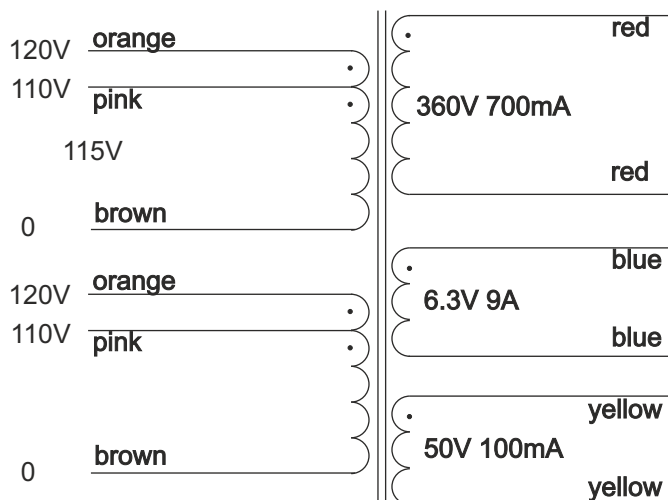 120V orange
110V pink
115V
0 brown
120V orange
110V pink
0 brown
red
360V 700mA
red
blue
6.3V 9A
blue
yellow
50V 100mA
yellow